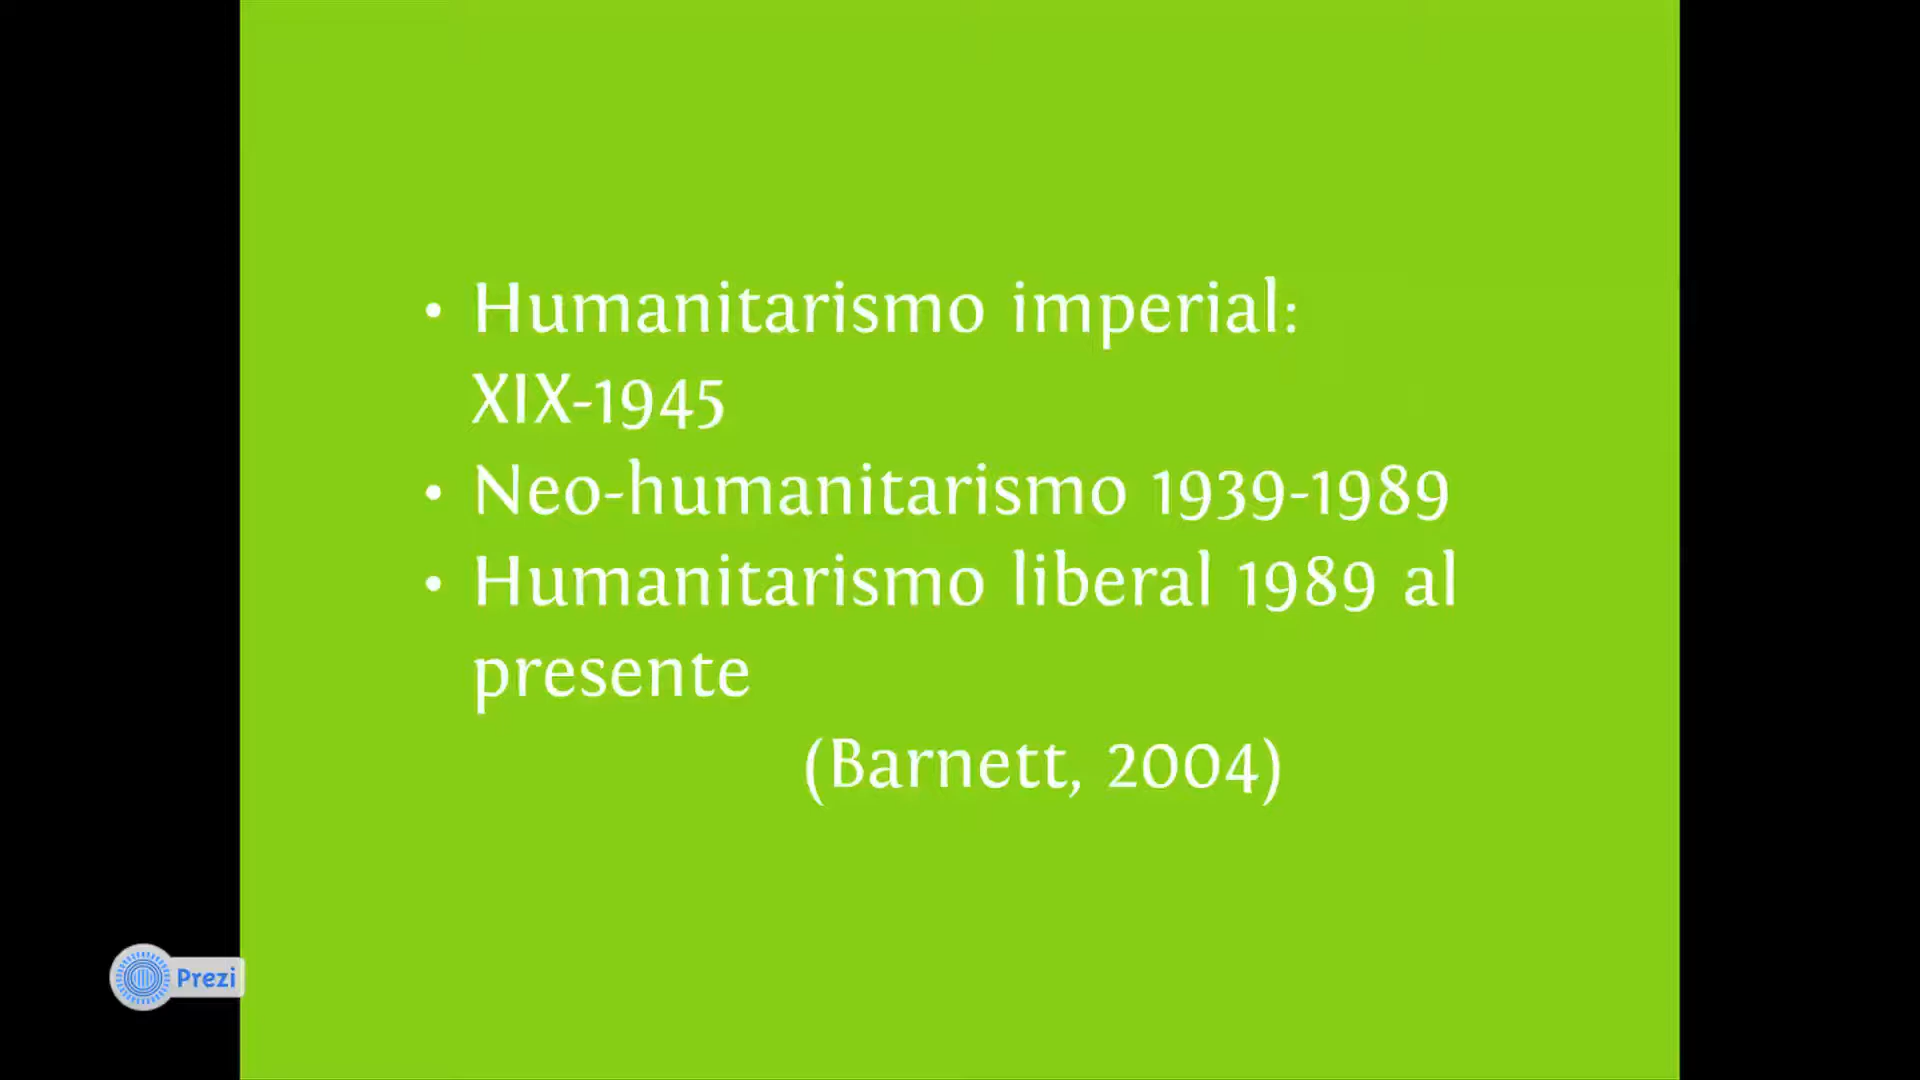 • Humanitarismo imperial:
XIX-1945
• Neo-humanitarismo 1939-1989
• Humanitarismo liberal 1989 al
presente
(Barnett, 2004)
Prezi